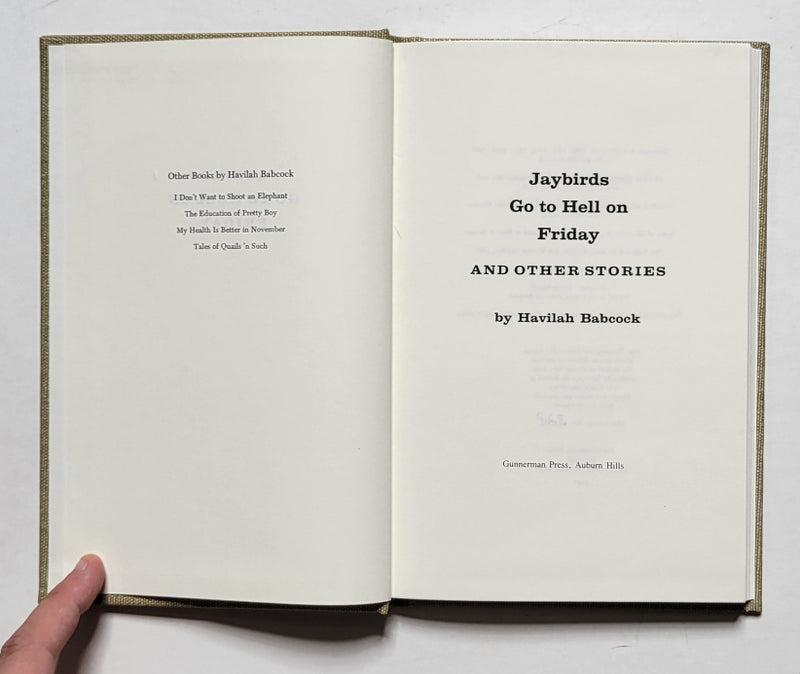 Other Books by Havilah Babcock
I Don't Want to Shoot an Elephant
The Education of Pretty Boy
My Health Is Better in November
Tales of Quails 'n Such
Jaybirds
Go to Hell on
Friday
AND OTHER STORIES
by Havilah Babcock
Gunnerman Press, Auburn Hills